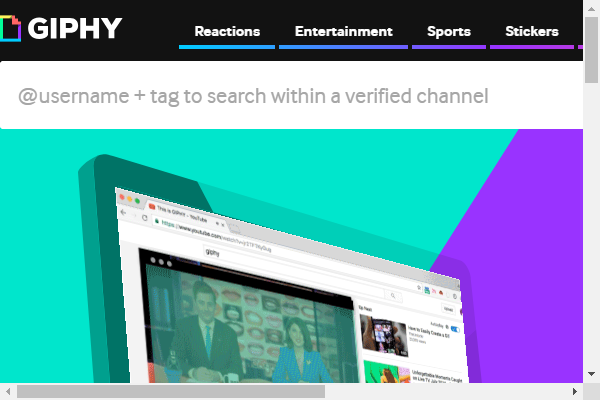 GIPHY
Reactions
Entertainment
Sports
Stickers
@username + tag to search within a verified channel
This is GIPHY - YouTube
https://www.youtube.com/watch?v=
giphy
Up Next
How to Easily Create a GIF
Unforgettable Moments Caught
on Live TV